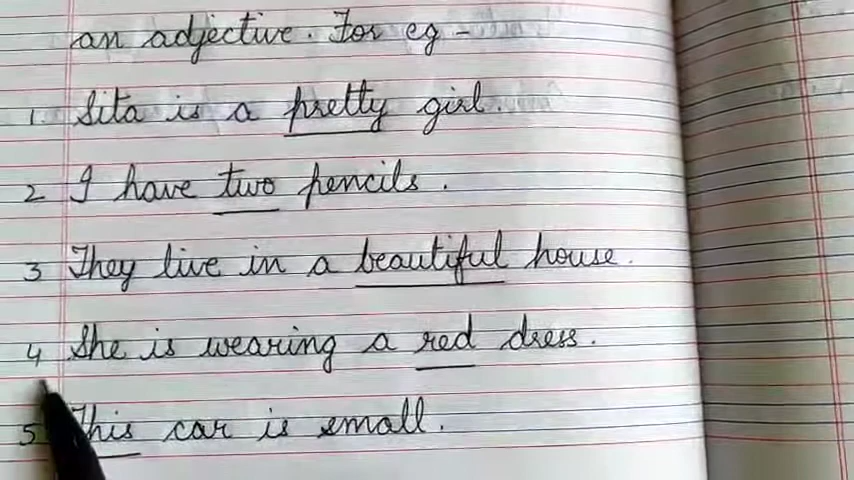 an adjective. For eg -
1. Sita is a pretty girl.
2 I have two pencils.
3 They live in a beautiful house.
4 She is wearing a red dress.
5 This car is small.